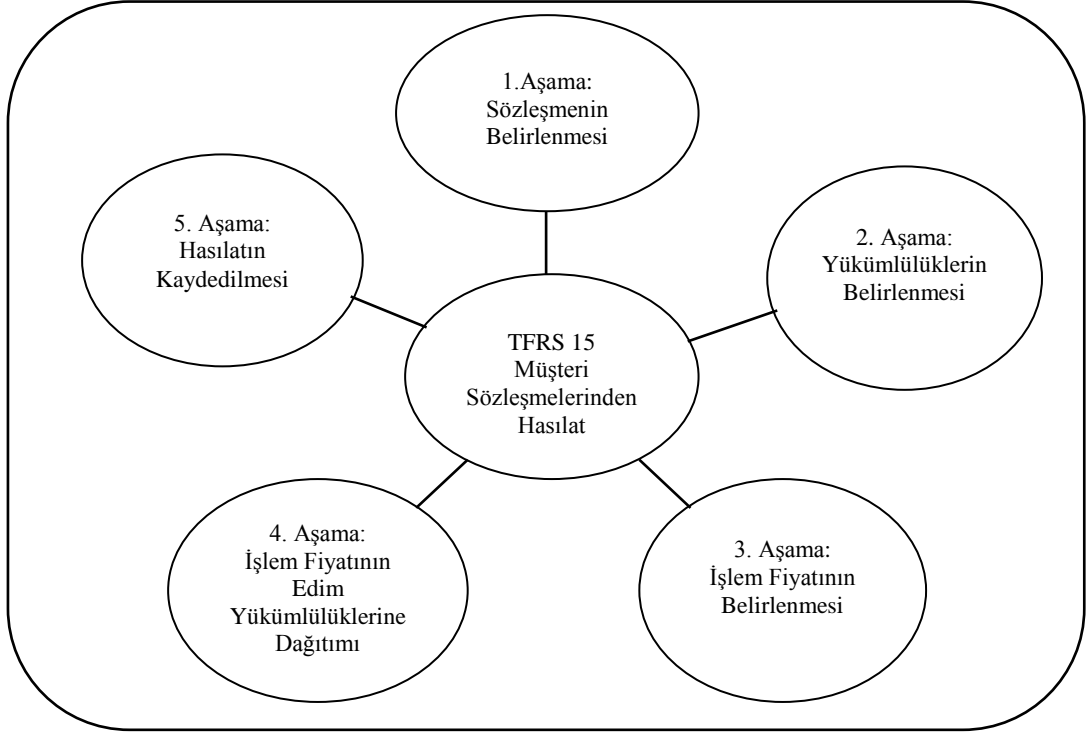 1.Aşama:
Sözleşmenin
Belirlenmesi
2. Aşama:
Yükümlülüklerin
Belirlenmesi
3. Aşama:
İşlem Fiyatının
Belirlenmesi
4. Aşama:
İşlem Fiyatının
Edim
Yükümlülüklerine
Dağıtımı
5. Aşama:
Hasılatın
Kaydedilmesi
TFRS 15
Müşteri
Sözleşmelerinden
Hasılat